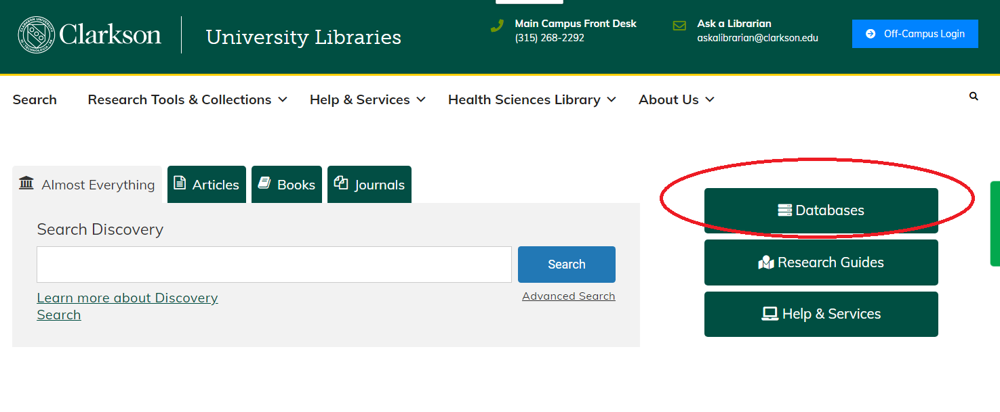 Clarkson
University Libraries
Main Campus Front Desk
(315) 268-2292
Ask a Librarian
askalibrarian@clarkson.edu
Off-Campus Login
Search
Research Tools & Collections
Help & Services
Health Sciences Library
About Us
Almost Everything
Articles
Books
Journals
Search Discovery
Search
Learn more about Discovery
Search
Advanced Search
Databases
Research Guides
Help & Services